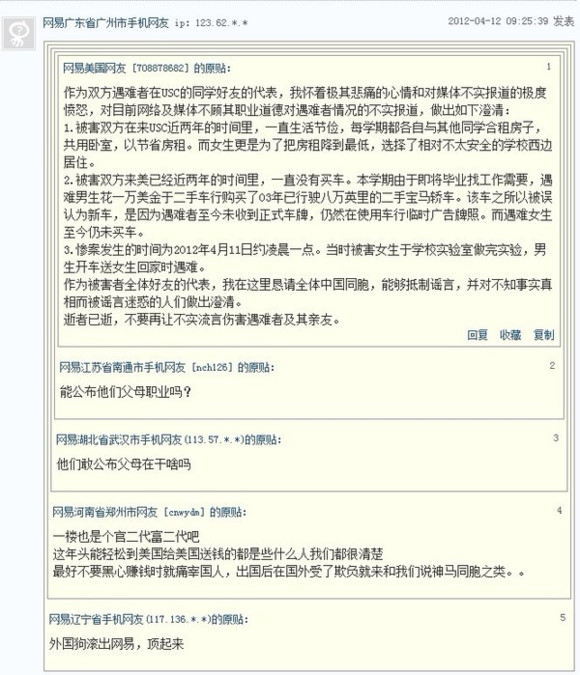 网易广东省广州市手机网友 ip: 123.62.*.* 2012-04-12 09:25:39 发表
网易美国网友 [708878682] 的原贴: 1
作为双方遇难者在USC的同学好友的代表，我怀着极其悲痛的心情和对媒体不实报道的极度
愤怒，对目前网络及媒体不顾其职业道德对遇难者情况的不实报道，做出如下澄清：
1.被害双方在来USC近两年的时间里，一直生活节俭，每学期都各自与其他同学合租房子，
共用卧室，以节省房租。而女生更是为了把房租降到最低，选择了相对不太安全的学校西边
居住。
2.被害双方来美已经近两年的时间里，一直没有买车。本学期由于即将毕业找工作需要，遇
难男生花一万美金于二手车行购买了03年已行驶八万英里的二手宝马轿车。该车之所以被误
认为新车，是因为遇难者至今未收到正式车牌，仍然在使用车行临时广告牌照。而遇难女生
至今仍未买车。
3.惨案发生的时间为2012年4月11日约凌晨一点。当时被害女生于学校实验室做完实验，男
生开车送女生回家时遇难。
作为被害者全体好友的代表，我在这里恳请全体中国同胞，能够抵制谣言，并对不知事实真
相而被谣言迷惑的人们做出澄清。
逝者已逝，不要再让不实流言伤害遇难者及其亲友。
回复 收藏 复制
网易江苏省南通市手机网友 [nch126] 的原贴: 2
能公布他们父母职业吗？
网易湖北省武汉市手机网友(113.57.*.*)的原贴: 3
他们敢公布父母在干啥吗
网易河南省郑州市网友 [cnwydm] 的原贴: 4
一楼也是个官二代富二代吧
这年头能轻松到美国给美国送钱的都是些什么人我们都很清楚
最好不要黑心赚钱时就痛宰国人，出国后在国外受了欺负就来和我们说神马同胞之类。。
网易辽宁省手机网友(117.136.*.*)的原贴: 5
外国狗滚出网易，顶起来